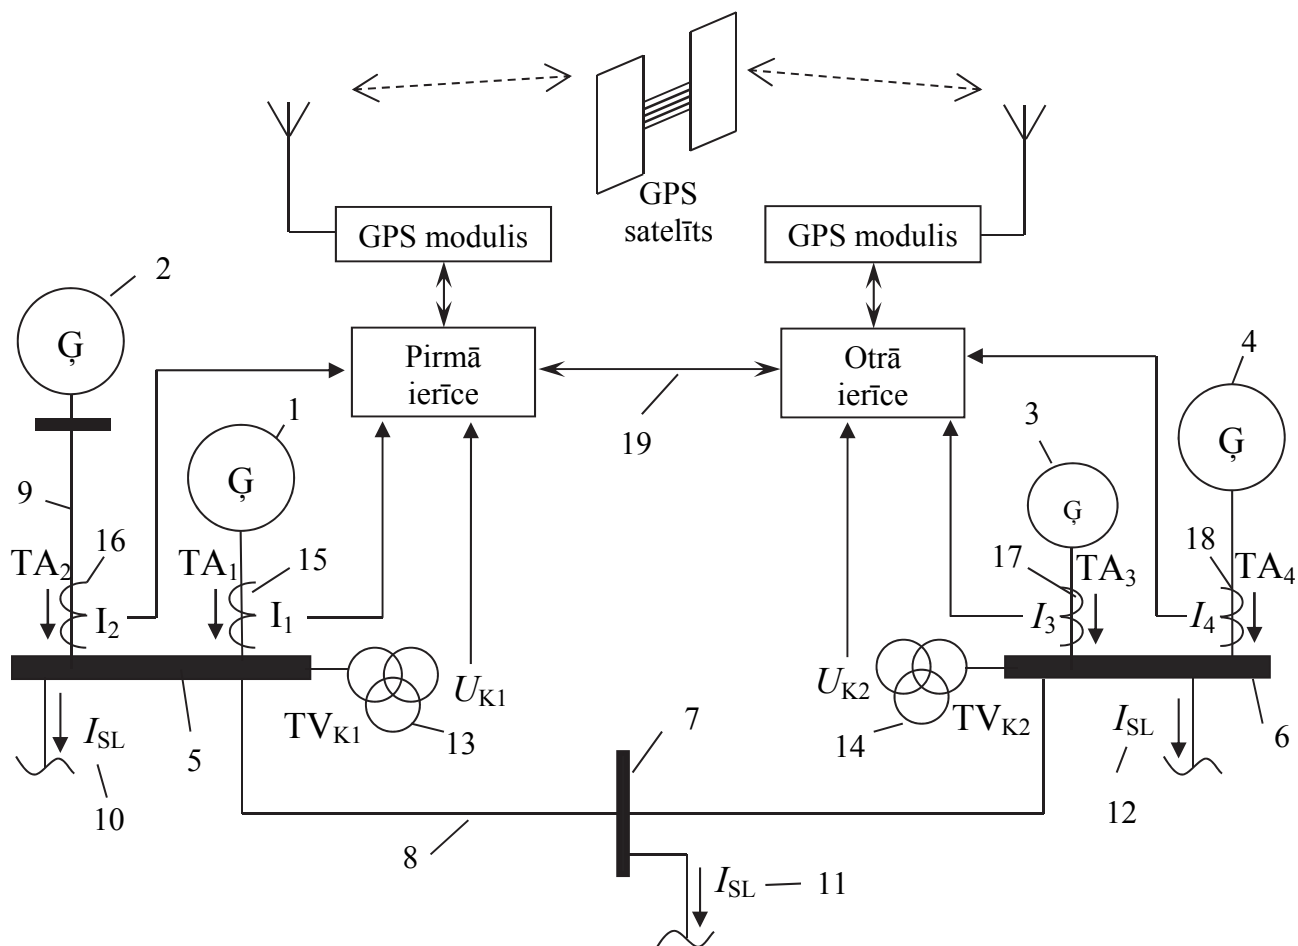 GPS
satelīts
GPS modulis
GPS modulis
2
Ģ
Pirmā
ierīce
Otrā
ierīce
4
Ģ
1
Ģ
19
3
Ģ
9
TA2
16
I2
TA1
15
I1
17
I3
TA3
18
I4
TA4
UK1
TVK1
13
UK2
14
TVK2
ISL
10
5
7
ISL
12
6
8
ISL
11